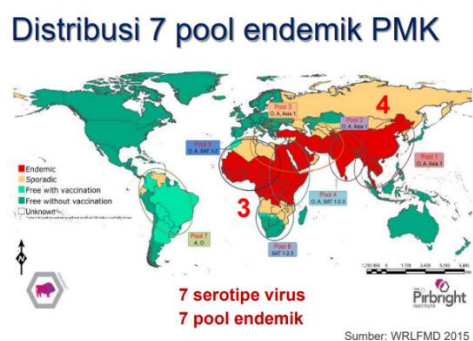 Distribusi 7 pool endemik PMK
Pool 3
O, A, Asia 1
4
Pool 2
O, A, Asia 1
Pool 5
O, A, SAT 1-2
Pool 1
O, A, Asia 1
Endemic
Sporadic
Free with vaccination
Free without vaccination
Unknown
3
Pool 4
O, A, SAT 1-2-3
Pool 7
A, O
Pool 6
SAT 1-2-3
N
7 serotipe virus
7 pool endemik
Pirbright
INSTITUTE
Sumber: WRLFMD 2015